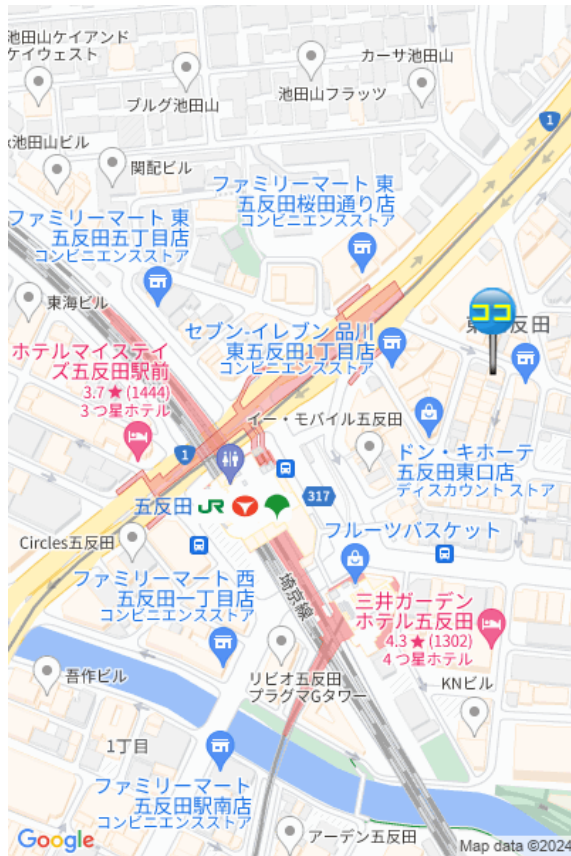 池田山ケイアンド
ケイウェスト
カーサ池田山
ブルグ池田山
池田山フラッツ
1
池田山ビル
関配ビル
ファミリーマート 東
五反田桜田通り店
コンビニエンスストア
ファミリーマート 東
五反田五丁目店
コンビニエンスストア
東海ビル
ココ
反田
セブン-イレブン 品川
東五反田1丁目店
コンビニエンスストア
ホテルマイステイ
ズ五反田駅前
3.7★(1444)
3 つ星ホテル
イー・モバイル五反田
1
ドン・キホーテ
五反田東口店
ディスカウント ストア
五反田 JR
317
フルーツバスケット
Circles五反田
埼京線
ファミリーマート 西
五反田一丁目店
コンビニエンスストア
三井ガーデン
ホテル五反田
4.3★(1302)
4 つ星ホテル
吾作ビル
リビオ五反田
プラグマGタワー
KNビル
1丁目
ファミリーマート
五反田駅南店
コンビニエンスストア
アーデン五反田
Google
Map data ©2024